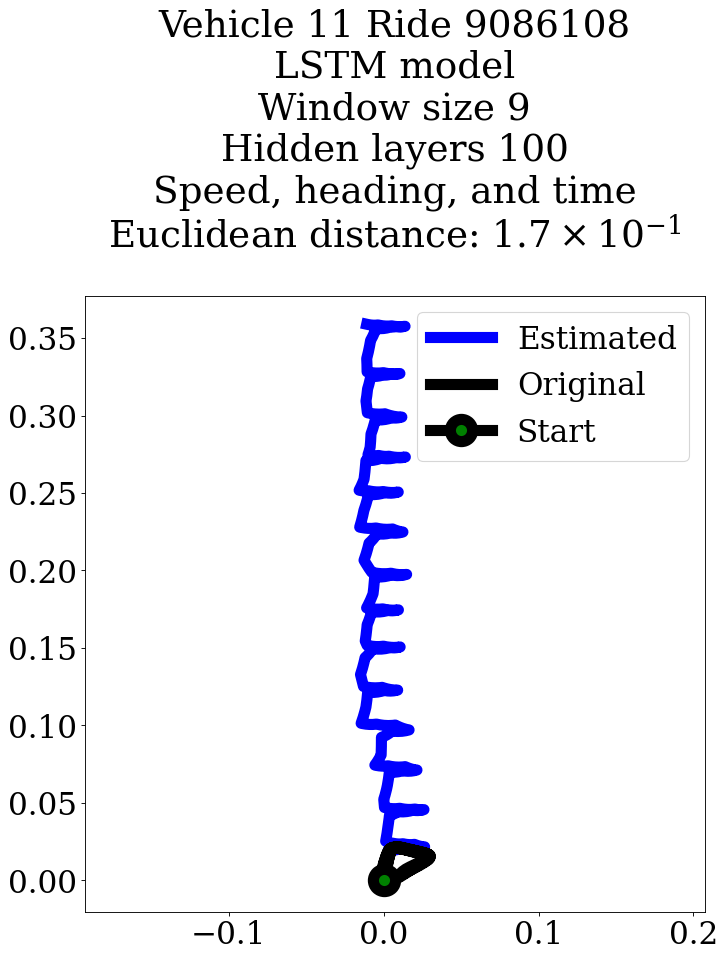 Vehicle 11 Ride 9086108
LSTM model
Window size 9
Hidden layers 100
Speed, heading, and time
Euclidean distance: 1.7 × 10⁻¹
Estimated
Original
Start
0.35
0.30
0.25
0.20
0.15
0.10
0.05
0.00
−0.1 0.0 0.1 0.2